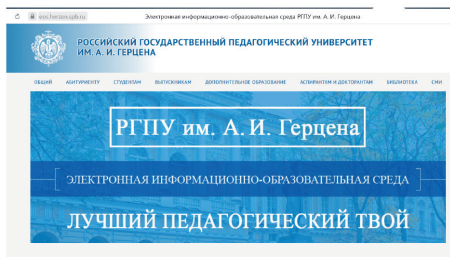 eios.herzen.spb.ru Электронная информационно-образовательная среда РГПУ им. А. И. Герцена
РОССИЙСКИЙ ГОСУДАРСТВЕННЫЙ ПЕДАГОГИЧЕСКИЙ УНИВЕРСИТЕТ
ИМ. А. И. ГЕРЦЕНА
ОБЩИЙ АБИТУРИЕНТУ СТУДЕНТАМ ВЫПУСКНИКАМ ДОПОЛНИТЕЛЬНОЕ ОБРАЗОВАНИЕ АСПИРАНТАМ И ДОКТОРАНТАМ БИБЛИОТЕКА СМИ
РГПУ им. А. И. Герцена
ЭЛЕКТРОННАЯ ИНФОРМАЦИОННО-ОБРАЗОВАТЕЛЬНАЯ СРЕДА
ЛУЧШИЙ ПЕДАГОГИЧЕСКИЙ ТВОЙ